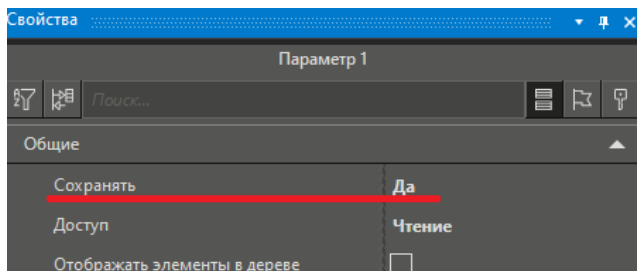 Свойства
Параметр 1
Поиск...
Общие
Сохранять Да
Доступ Чтение
Отображать элементы в дереве